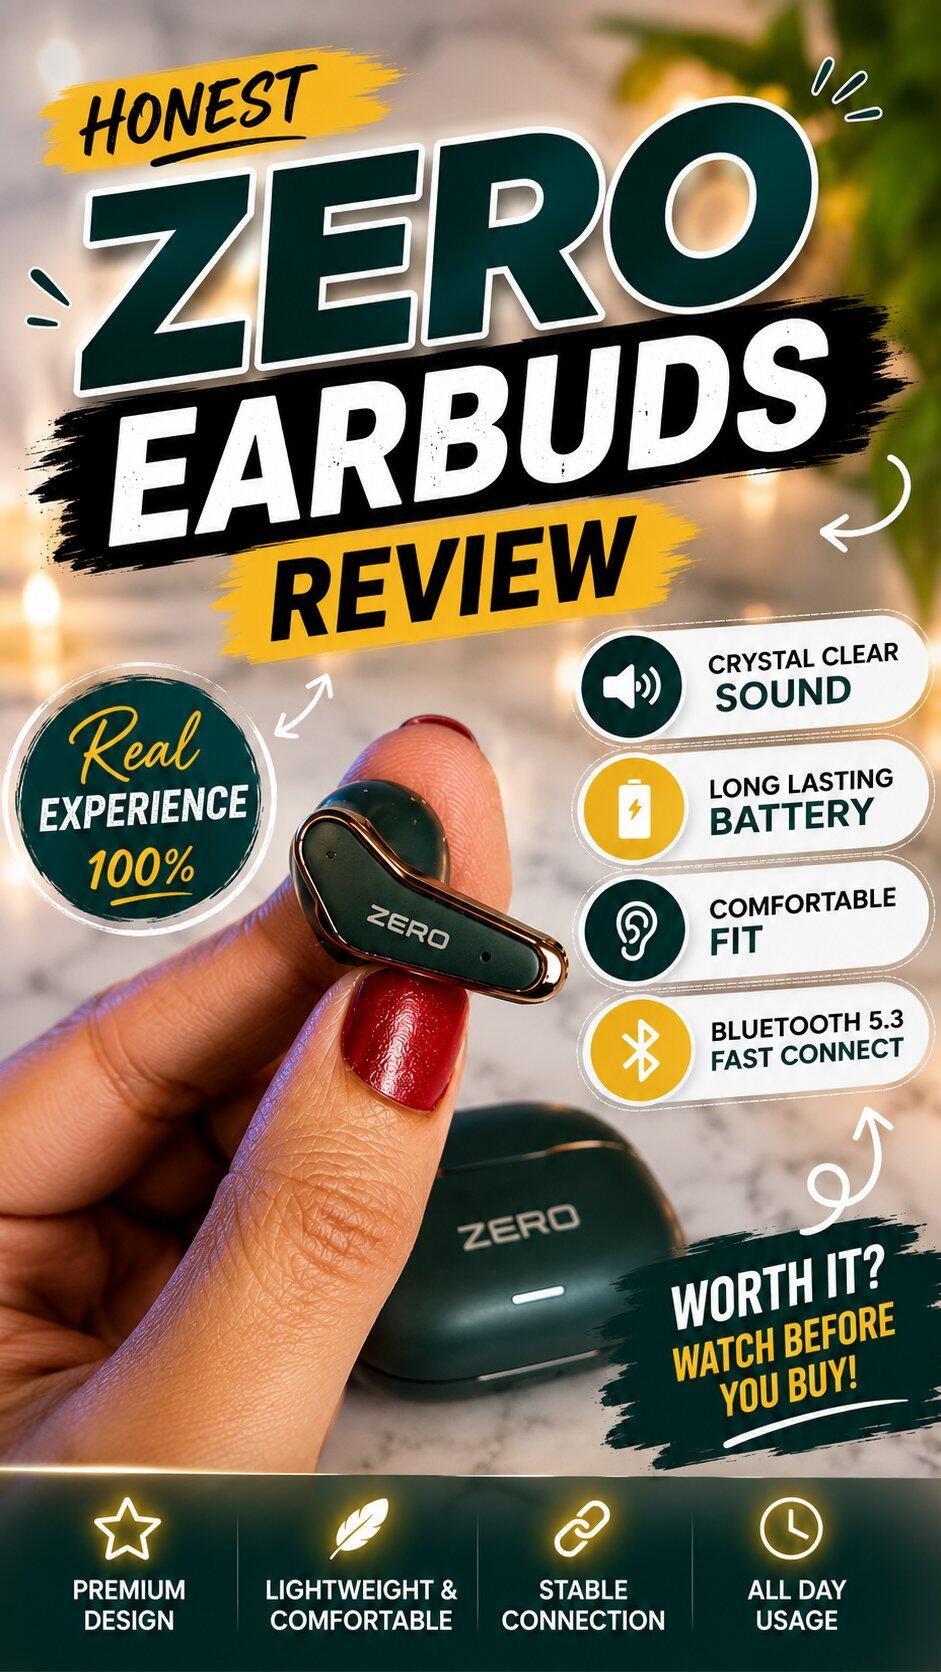 HONEST
ZERO
EARBUDS
REVIEW
Real
EXPERIENCE
100%
CRYSTAL CLEAR
SOUND
LONG LASTING
BATTERY
COMFORTABLE
FIT
BLUETOOTH 5.3
FAST CONNECT
ZERO
ZERO
WORTH IT?
WATCH BEFORE
YOU BUY!
PREMIUM
DESIGN
LIGHTWEIGHT &
COMFORTABLE
STABLE
CONNECTION
ALL DAY
USAGE